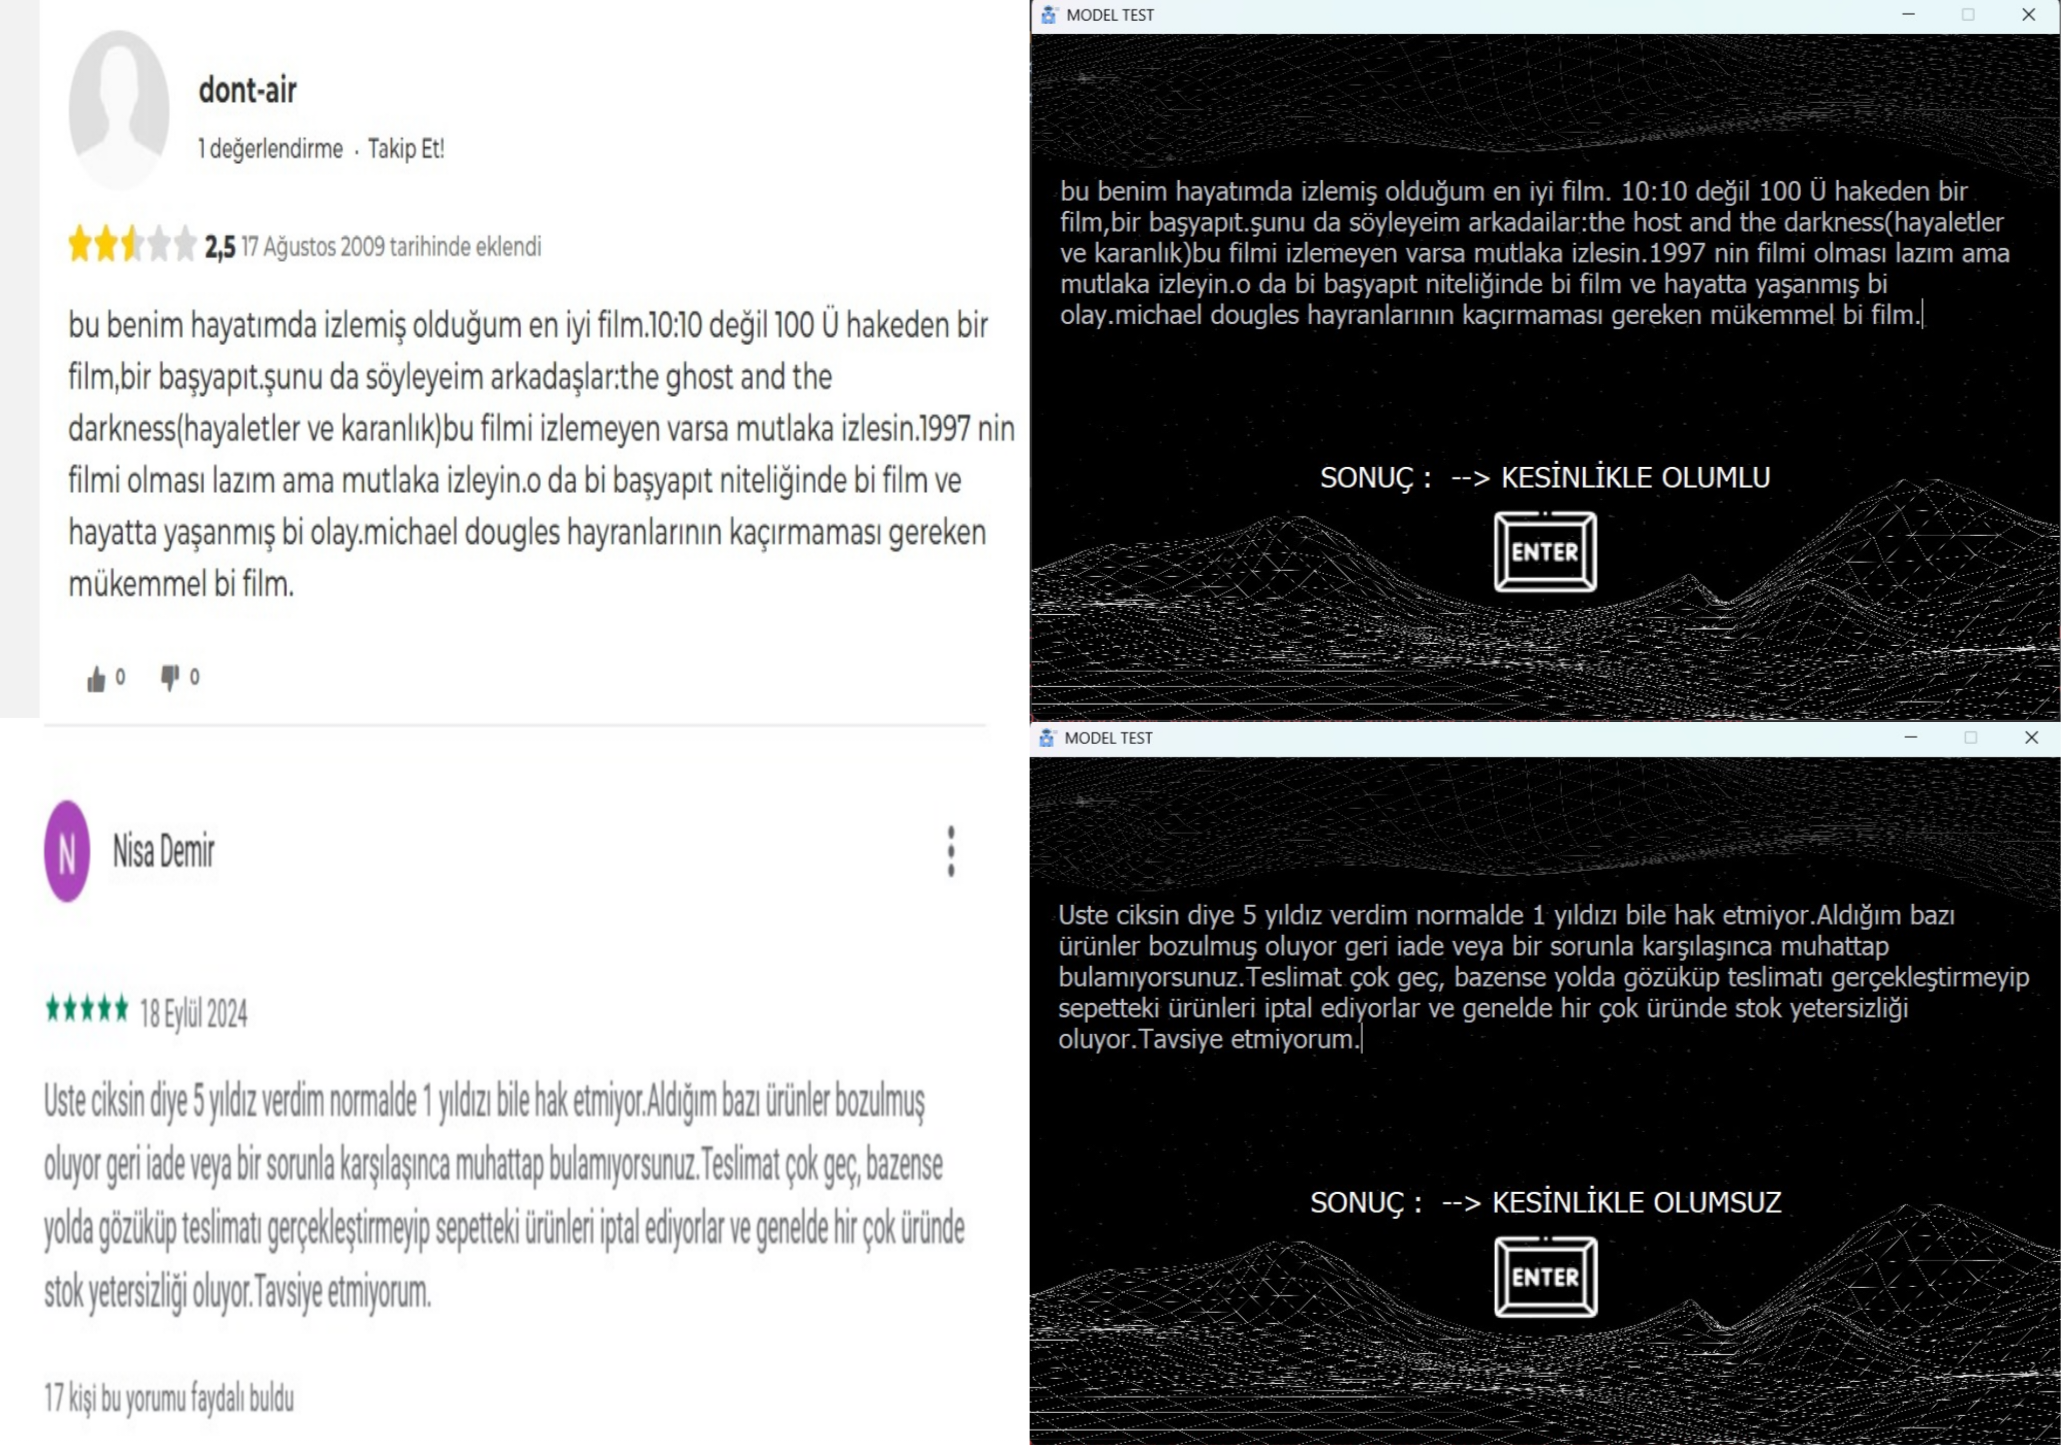 dont-air
1 değerlendirme · Takip Et!
2,5 17 Ağustos 2009 tarihinde eklendi
bu benim hayatımda izlemiş olduğum en iyi film.10:10 değil 100 Ü hakeden bir
film,bir başyapıt.şunu da söyleyeim arkadaşlar:the ghost and the
darkness(hayaletler ve karanlık)bu filmi izlemeyen varsa mutlaka izlesin.1997 nin
filmi olması lazım ama mutlaka izleyin.o da bi başyapıt niteliğinde bi film ve
hayatta yaşanmış bi olay.michael dougles hayranlarının kaçırmaması gereken
mükemmel bi film.
0 0
MODEL TEST
bu benim hayatımda izlemiş olduğum en iyi film. 10:10 değil 100 Ü hakeden bir
film,bir başyapıt.şunu da söyleyeim arkadailar:the host and the darkness(hayaletler
ve karanlık)bu filmi izlemeyen varsa mutlaka izlesin.1997 nin filmi olması lazım ama
mutlaka izleyin.o da bi başyapıt niteliğinde bi film ve hayatta yaşanmış bi
olay.michael dougles hayranlarının kaçırmaması gereken mükemmel bi film.
SONUÇ : --> KESİNLİKLE OLUMLU
ENTER
N
Nisa Demir
18 Eylül 2024
Uste ciksin diye 5 yıldız verdim normalde 1 yıldızı bile hak etmiyor.Aldığım bazı ürünler bozulmuş
oluyor geri iade veya bir sorunla karşılaşınca muhattap bulamıyorsunuz.Teslimat çok geç, bazense
yolda gözüküp teslimatı gerçekleştirmeyip sepetteki ürünleri iptal ediyorlar ve genelde hir çok üründe
stok yetersizliği oluyor.Tavsiye etmiyorum.
17 kişi bu yorumu faydalı buldu
MODEL TEST
Uste ciksin diye 5 yıldız verdim normalde 1 yıldızı bile hak etmiyor.Aldığım bazı
ürünler bozulmuş oluyor geri iade veya bir sorunla karşılaşınca muhattap
bulamıyorsunuz.Teslimat çok geç, bazense yolda gözüküp teslimatı gerçekleştirmeyip
sepetteki ürünleri iptal ediyorlar ve genelde hir çok üründe stok yetersizliği
oluyor.Tavsiye etmiyorum.
SONUÇ : --> KESİNLİKLE OLUMSUZ
ENTER